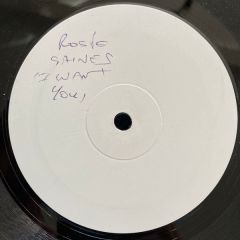 ROSIE
GAINES
"I WANT
YOU,